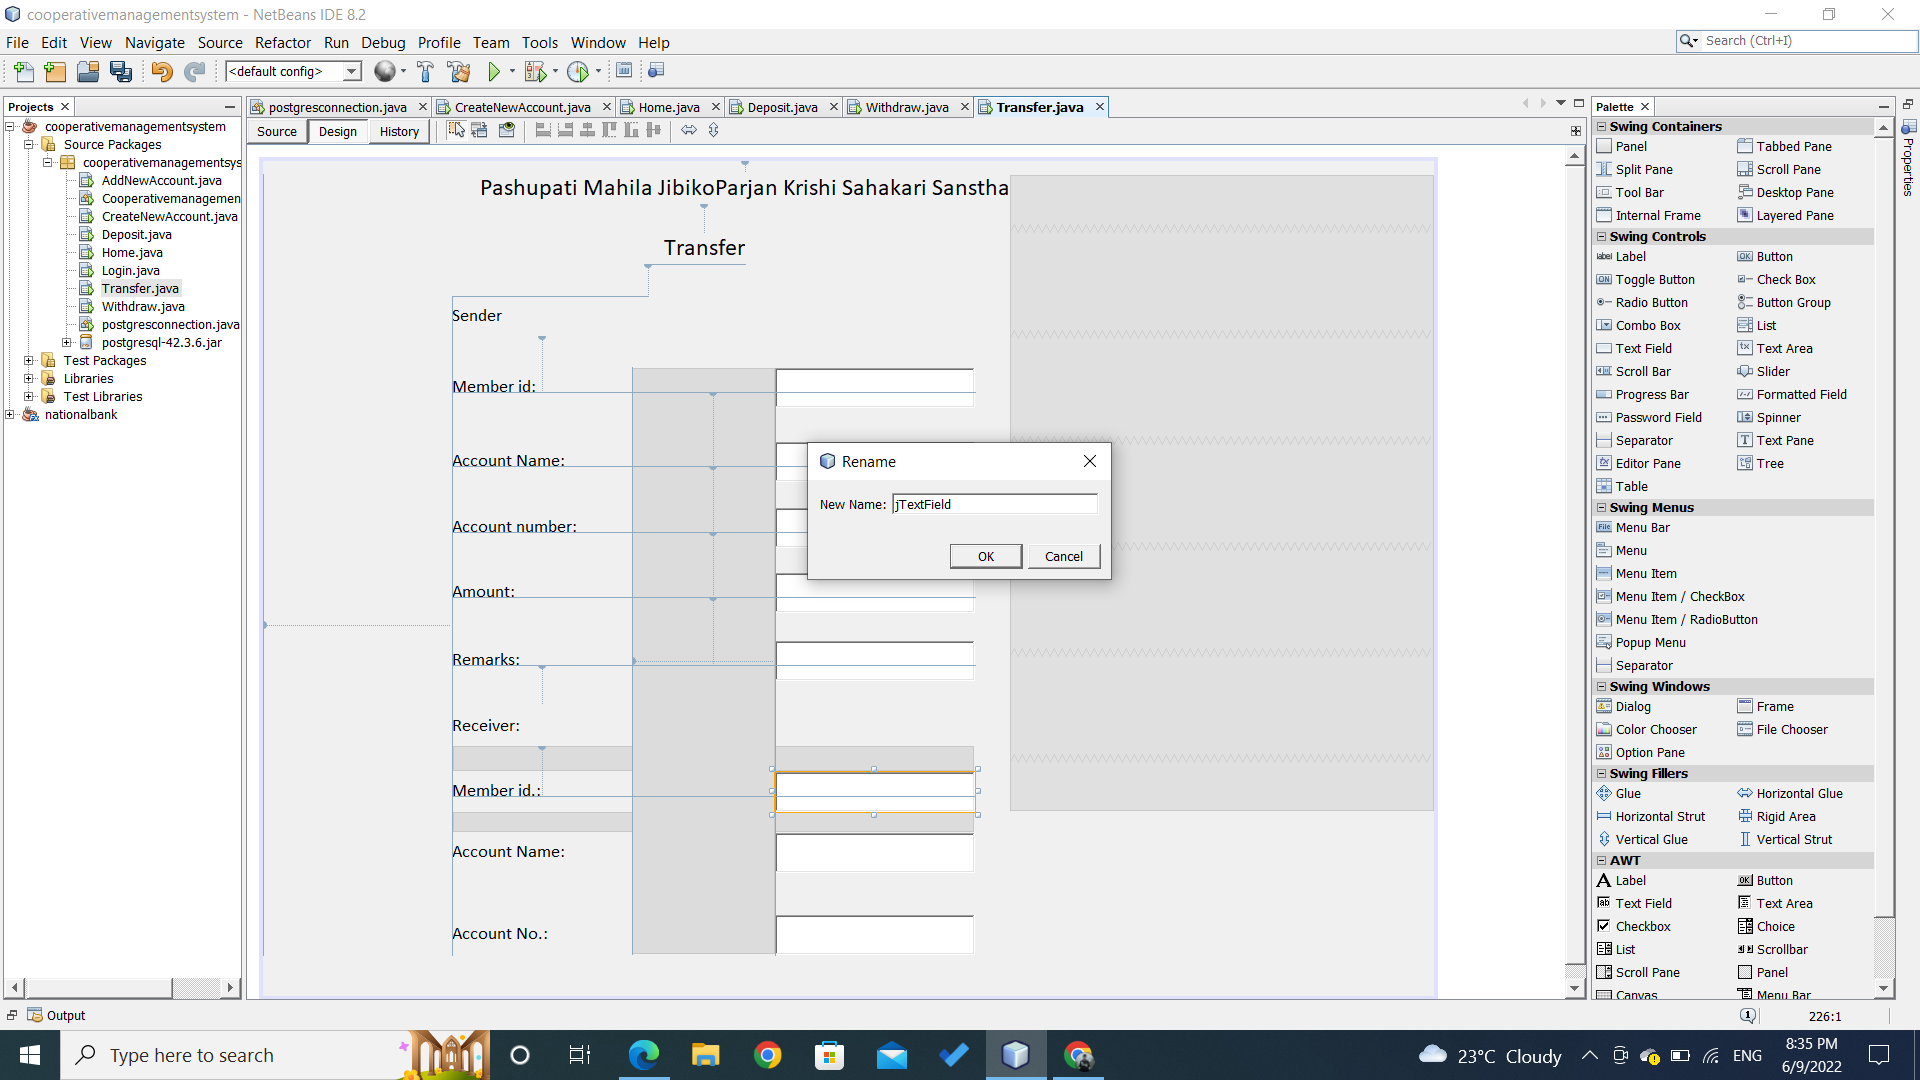 cooperativemanagementsystem - NetBeans IDE 8.2
File Edit View Navigate Source Refactor Run Debug Profile Team Tools Window Help
Search (Ctrl+I)
<default config>
Projects
postgresconnection.java CreateNewAccount.java Home.java Deposit.java Withdraw.java Transfer.java
Source Design History
cooperativemanagementsystem
Source Packages
cooperativemanagementsys
AddNewAccount.java
Cooperativemanagemen
CreateNewAccount.java
Deposit.java
Home.java
Login.java
Transfer.java
Withdraw.java
postgresconnection.java
postgresql-42.3.6.jar
Test Packages
Libraries
Test Libraries
nationalbank
Pashupati Mahila JibikoParjan Krishi Sahakari Sanstha
Transfer
Sender
Member id:
Account Name:
Account number:
Amount:
Remarks:
Receiver:
Member id.:
Account Name:
Account No.:
Rename
New Name: jTextField
OK Cancel
Palette
Properties
Swing Containers
Panel Tabbed Pane
Split Pane Scroll Pane
Tool Bar Desktop Pane
Internal Frame Layered Pane
Swing Controls
label Label OK Button
ON Toggle Button Check Box
Radio Button Button Group
Combo Box List
Text Field Text Area
Scroll Bar Slider
Progress Bar Formatted Field
Password Field Spinner
Separator Text Pane
Editor Pane Tree
Table
Swing Menus
File Menu Bar
Menu
Menu Item
Menu Item / CheckBox
Menu Item / RadioButton
Popup Menu
Separator
Swing Windows
Dialog Frame
Color Chooser File Chooser
Option Pane
Swing Fillers
Glue Horizontal Glue
Horizontal Strut Rigid Area
Vertical Glue Vertical Strut
AWT
A Label OK Button
Text Field Text Area
Checkbox Choice
List Scrollbar
Scroll Pane Panel
Canvas Menu Bar
Output
1 226:1
Type here to search
23°C Cloudy
ENG
8:35 PM
6/9/2022